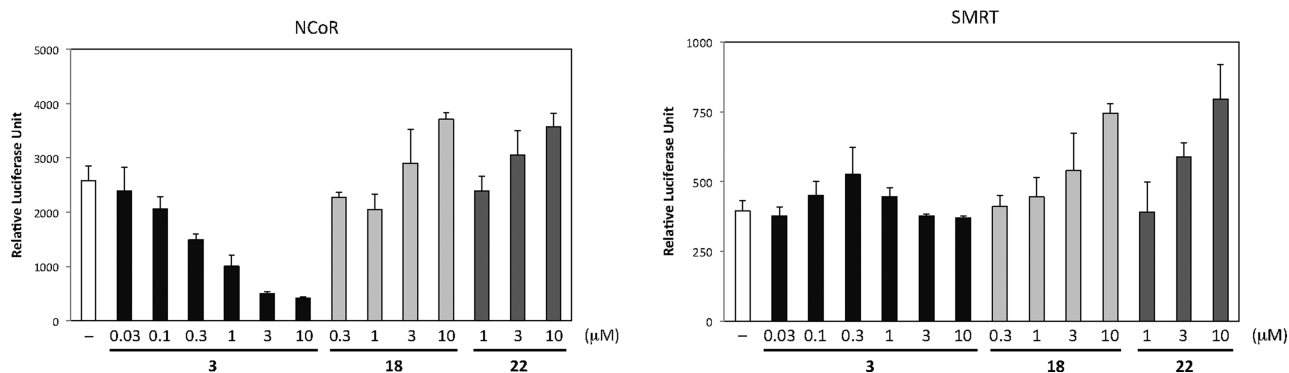 NCoR
Relative Luciferase Unit
5000
4000
3000
2000
1000
0
– 0.03 0.1 0.3 1 3 10 0.3 1 3 10 1 3 10 (μM)
3 18 22
SMRT
Relative Luciferase Unit
1000
750
500
250
0
– 0.03 0.1 0.3 1 3 10 0.3 1 3 10 1 3 10 (μM)
3 18 22